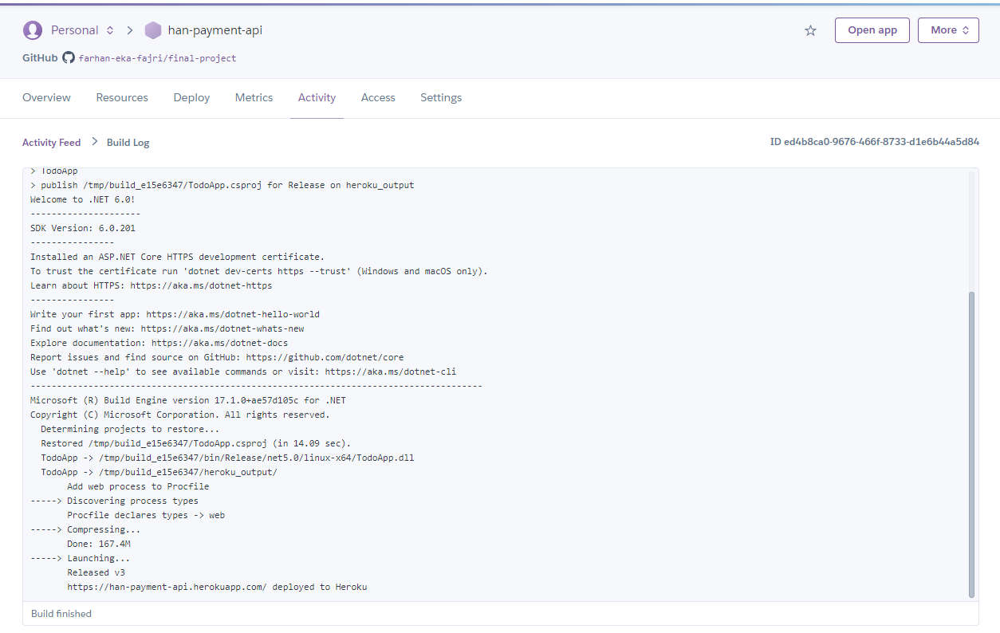 Personal > han-payment-api
Open app
More
GitHub farhan-eka-fajri/final-project
Overview Resources Deploy Metrics Activity Access Settings
Activity Feed > Build Log
ID ed4b8ca0-9676-466f-8733-d1e6b44a5d84
> TodoApp
> publish /tmp/build_e15e6347/TodoApp.csproj for Release on heroku_output
Welcome to .NET 6.0!
---------------------
SDK Version: 6.0.201
----------------
Installed an ASP.NET Core HTTPS development certificate.
To trust the certificate run 'dotnet dev-certs https --trust' (Windows and macOS only).
Learn about HTTPS: https://aka.ms/dotnet-https
----------------
Write your first app: https://aka.ms/dotnet-hello-world
Find out what's new: https://aka.ms/dotnet-whats-new
Explore documentation: https://aka.ms/dotnet-docs
Report issues and find source on GitHub: https://github.com/dotnet/core
Use 'dotnet --help' to see available commands or visit: https://aka.ms/dotnet-cli
--------------------------------------------------------------------------------------
Microsoft (R) Build Engine version 17.1.0+ae57d105c for .NET
Copyright (C) Microsoft Corporation. All rights reserved.
Determining projects to restore...
Restored /tmp/build_e15e6347/TodoApp.csproj (in 14.09 sec).
TodoApp -> /tmp/build_e15e6347/bin/Release/net5.0/linux-x64/TodoApp.dll
TodoApp -> /tmp/build_e15e6347/heroku_output/
Add web process to Procfile
-----> Discovering process types
Procfile declares types -> web
-----> Compressing...
Done: 167.4M
-----> Launching...
Released v3
https://han-payment-api.herokuapp.com/ deployed to Heroku
Build finished